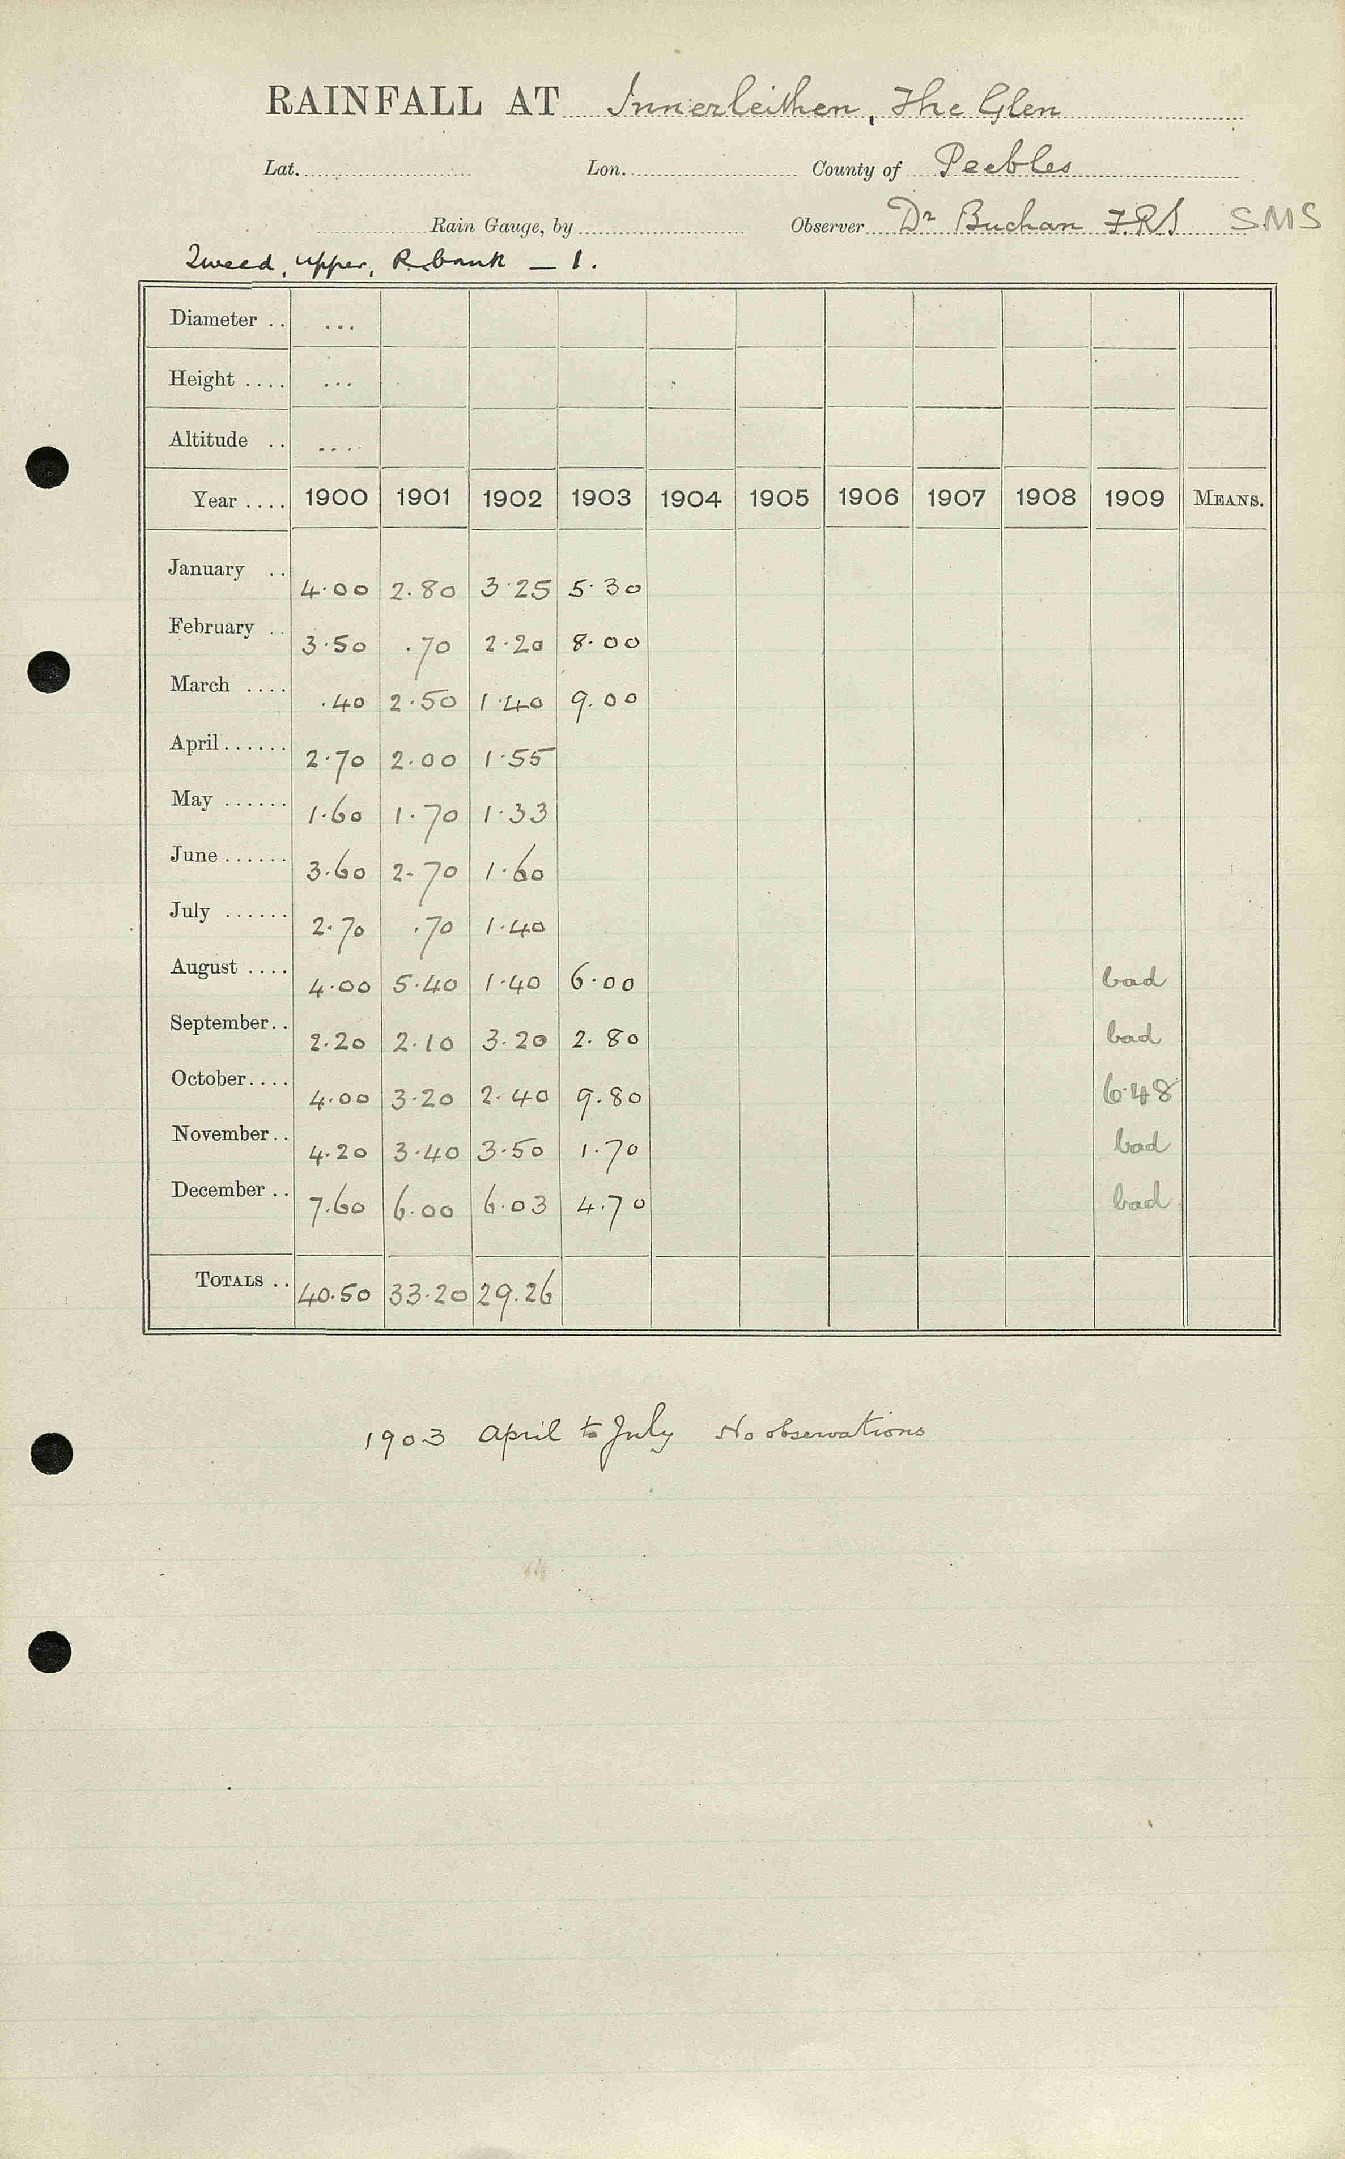 RAINFALL AT Innerleithen, The Glen
Lat. Lon. County of Peebles
Rain Gauge, by Observer Dr Buchan F.R.S SMS
Tweed, upper, R. bank — 1.
Diameter .. ...
Height .... ...
Altitude .. ....
Year .... 1900 1901 1902 1903 1904 1905 1906 1907 1908 1909 MEANS.
January .. 4.00 2.80 3.25 5.30
February .. 3.50 .70 2.20 8.00
March .... .40 2.50 1.40 9.00
April...... 2.70 2.00 1.55
May ...... 1.60 1.70 1.33
June...... 3.60 2.70 1.60
July ...... 2.70 .70 1.40
August .... 4.00 5.40 1.40 6.00 bad
September.. 2.20 2.10 3.20 2.80 bad
October.... 4.00 3.20 2.40 9.80 6.48
November.. 4.20 3.40 3.50 1.70 bad
December .. 7.60 6.00 6.03 4.70 bad
TOTALS .. 40.50 33.20 29.26
1903 April to July No observations